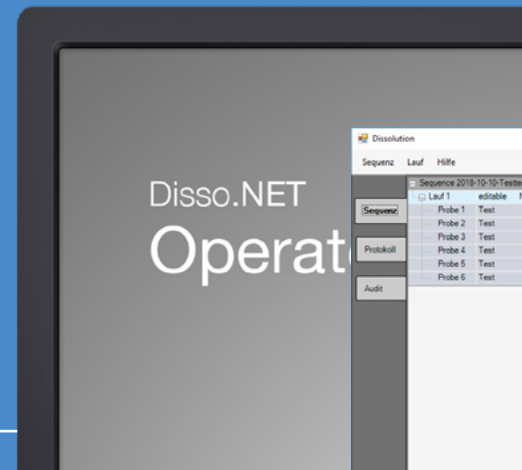 Disso.NET
Operat
Dissolution
Sequenz Lauf Hilfe
Sequence 2018-10-10-Testte
Lauf 1 editable
Sequenz
Probe 1 Test
Probe 2 Test
Probe 3 Test
Protokoll
Probe 4 Test
Probe 5 Test
Probe 6 Test
Audit